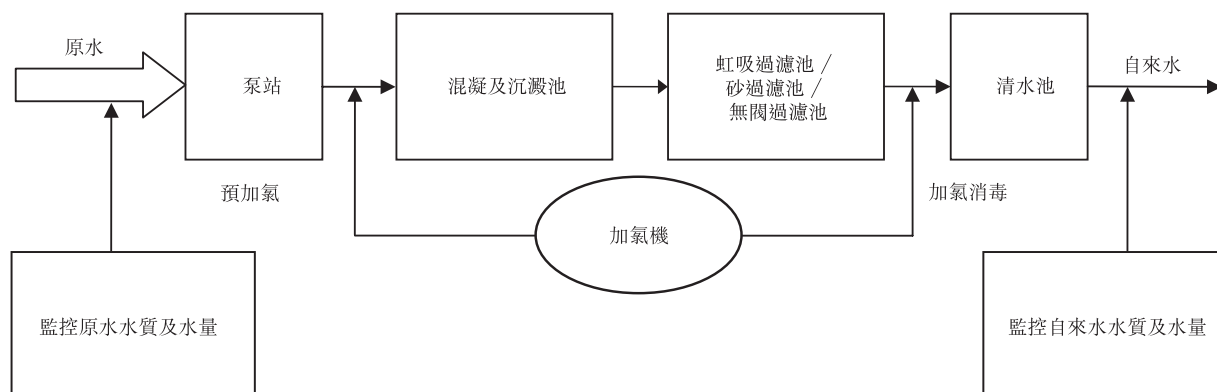 原水
泵站
混凝及沉澱池
虹吸過濾池 /
砂過濾池 /
無閥過濾池
清水池
自來水
預加氯
加氯消毒
加氯機
監控原水水質及水量
監控自來水水質及水量